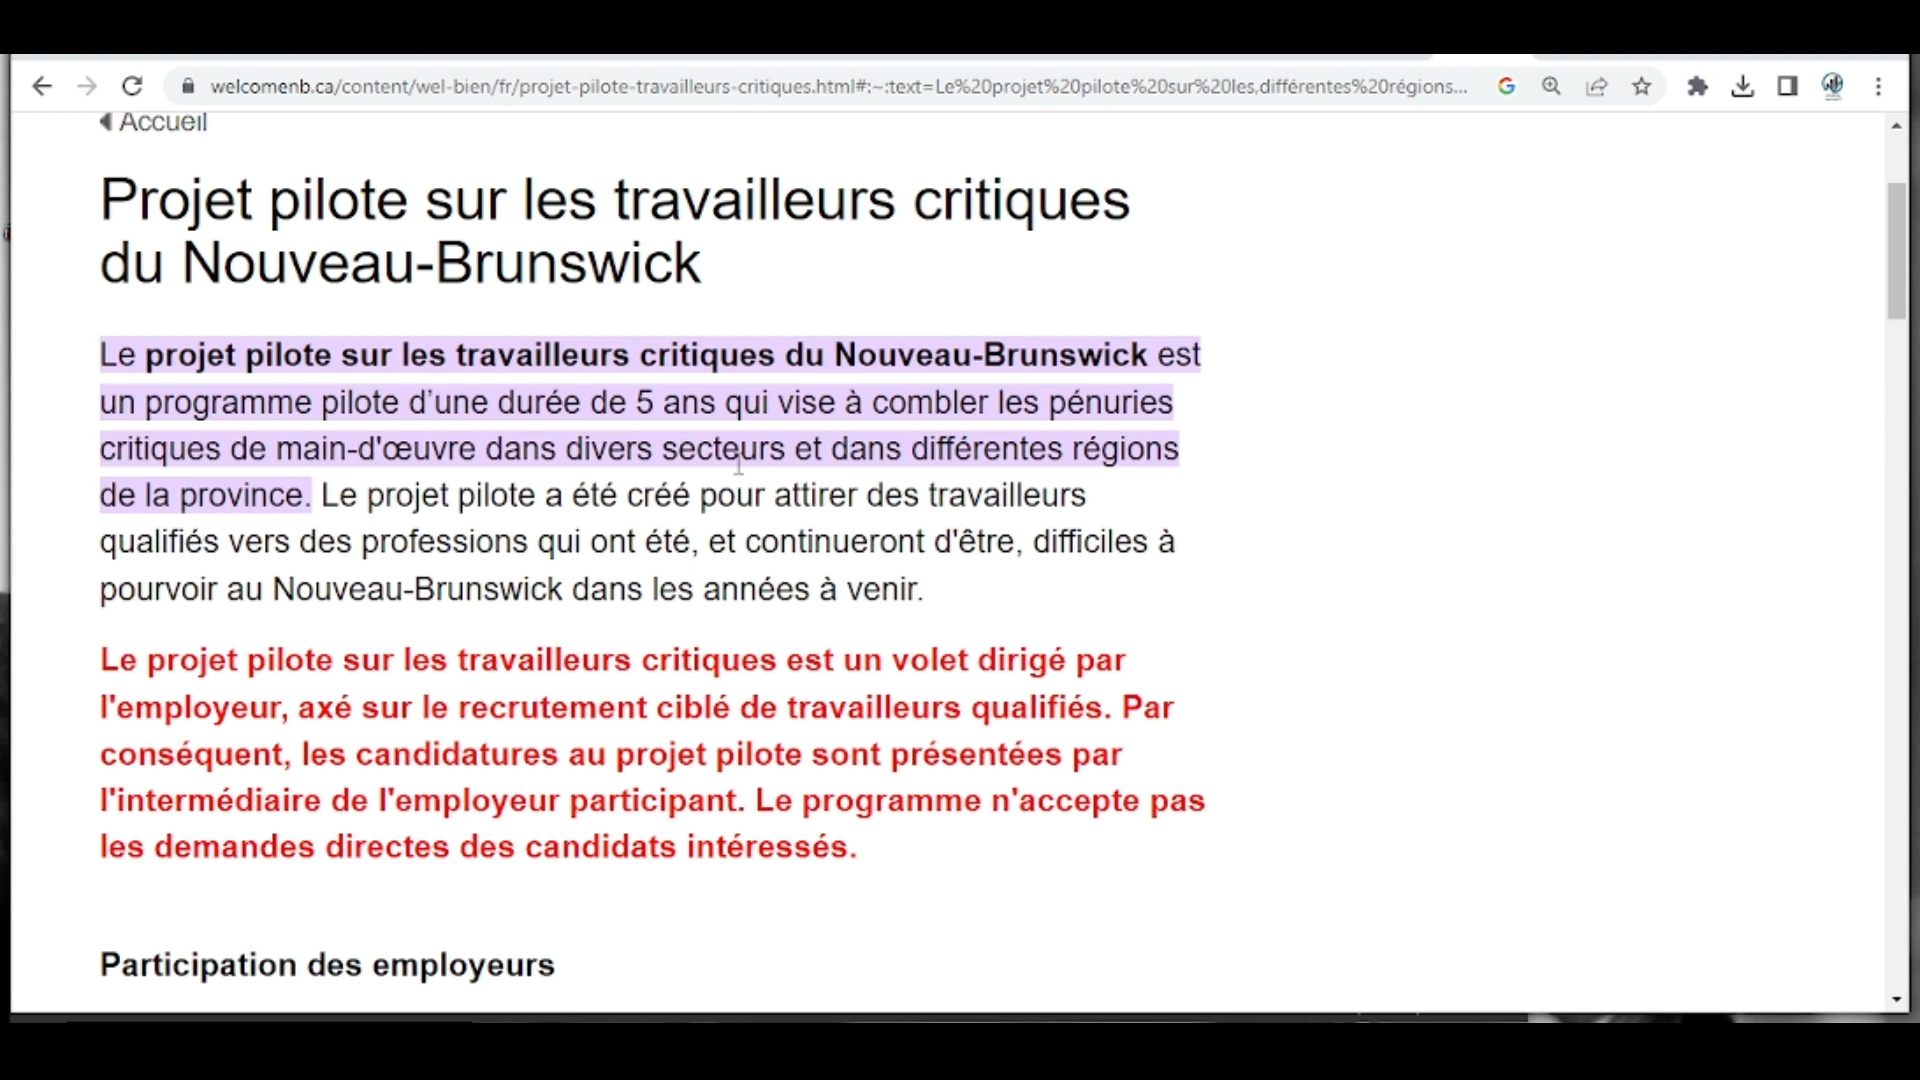 welcomenb.ca/content/wel-bien/fr/projet-pilote-travailleurs-critiques.html#:~:text=Le%20projet%20pilote%20sur%20les,différentes%20régions...
Accueil
Projet pilote sur les travailleurs critiques
du Nouveau-Brunswick
Le projet pilote sur les travailleurs critiques du Nouveau-Brunswick est
un programme pilote d’une durée de 5 ans qui vise à combler les pénuries
critiques de main-d'œuvre dans divers secteurs et dans différentes régions
de la province. Le projet pilote a été créé pour attirer des travailleurs
qualifiés vers des professions qui ont été, et continueront d'être, difficiles à
pourvoir au Nouveau-Brunswick dans les années à venir.
Le projet pilote sur les travailleurs critiques est un volet dirigé par
l'employeur, axé sur le recrutement ciblé de travailleurs qualifiés. Par
conséquent, les candidatures au projet pilote sont présentées par
l'intermédiaire de l'employeur participant. Le programme n'accepte pas
les demandes directes des candidats intéressés.
Participation des employeurs